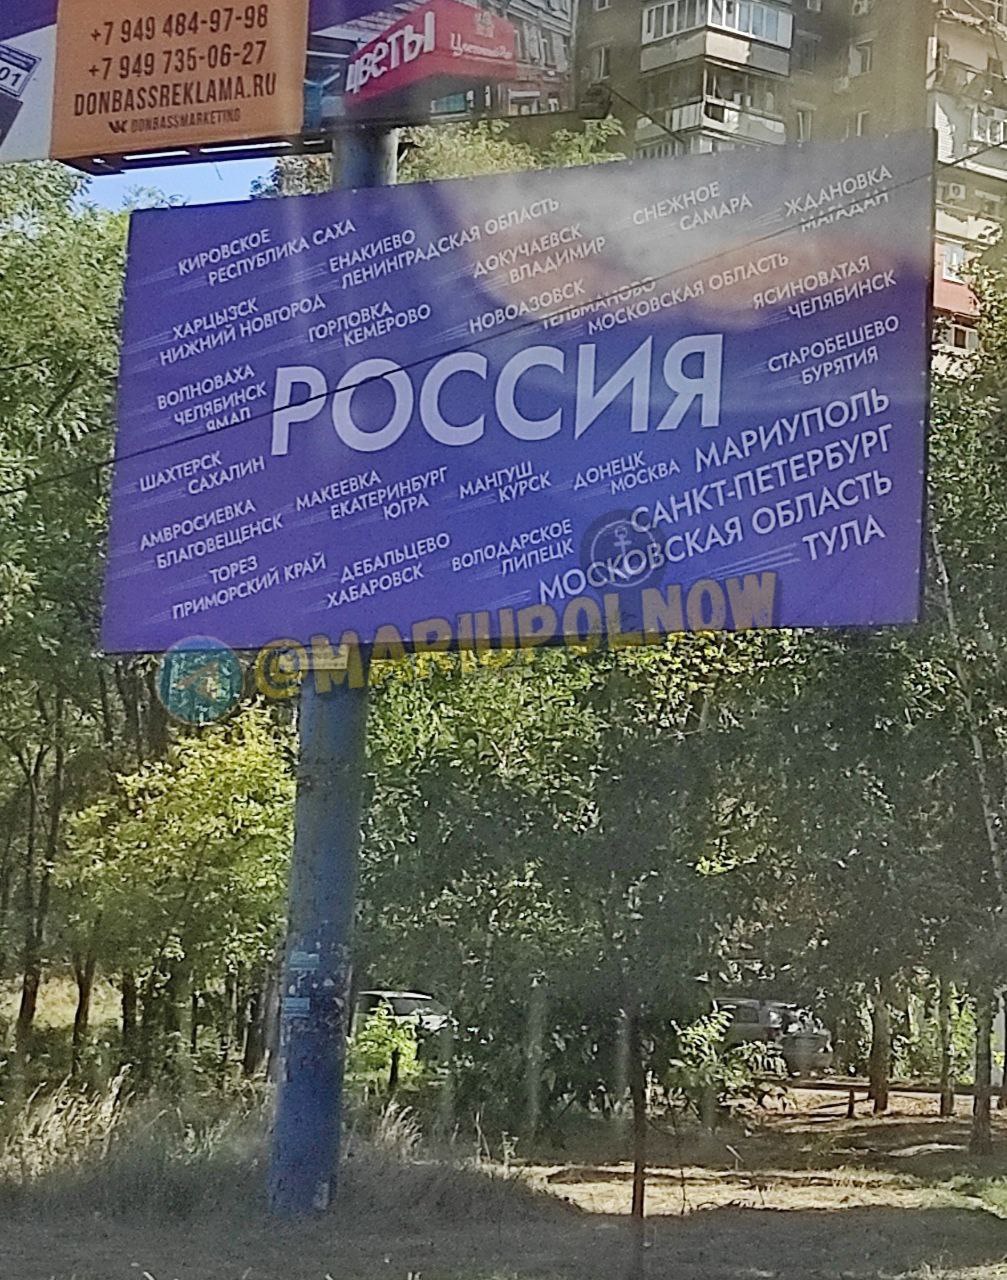 01
+7 949 484-97-98
+7 949 735-06-27
DONBASSREKLAMA.RU
DONBASSMARKETING
ЦВЕТЫ
КИРОВСКОЕ
РЕСПУБЛИКА САХА
ЕНАКИЕВО
ЛЕНИНГРАДСКАЯ ОБЛАСТЬ
ДОКУЧАЕВСК
ВЛАДИМИР
СНЕЖНОЕ
САМАРА
ЖДАНОВКА
МАГАДАН
ХАРЦЫЗСК
НИЖНИЙ НОВГОРОД
ГОРЛОВКА
КЕМЕРОВО
НОВОАЗОВСК
ТЕЛЬМАНОВО
МОСКОВСКАЯ ОБЛАСТЬ
ЯСИНОВАТАЯ
ЧЕЛЯБИНСК
ВОЛНОВАХА
ЧЕЛЯБИНСК
ЯМАЛ
РОССИЯ
СТАРОБЕШЕВО
БУРЯТИЯ
ШАХТЕРСК
САХАЛИН
МАКЕЕВКА
ЕКАТЕРИНБУРГ
ЮГРА
МАНГУШ
КУРСК
ДОНЕЦК
МОСКВА
МАРИУПОЛЬ
САНКТ-ПЕТЕРБУРГ
МОСКОВСКАЯ ОБЛАСТЬ
ТУЛА
АМВРОСИЕВКА
БЛАГОВЕЩЕНСК
ТОРЕЗ
ПРИМОРСКИЙ КРАЙ
ДЕБАЛЬЦЕВО
ХАБАРОВСК
ВОЛОДАРСКОЕ
ЛИПЕЦК
@MARIUPOLNOW